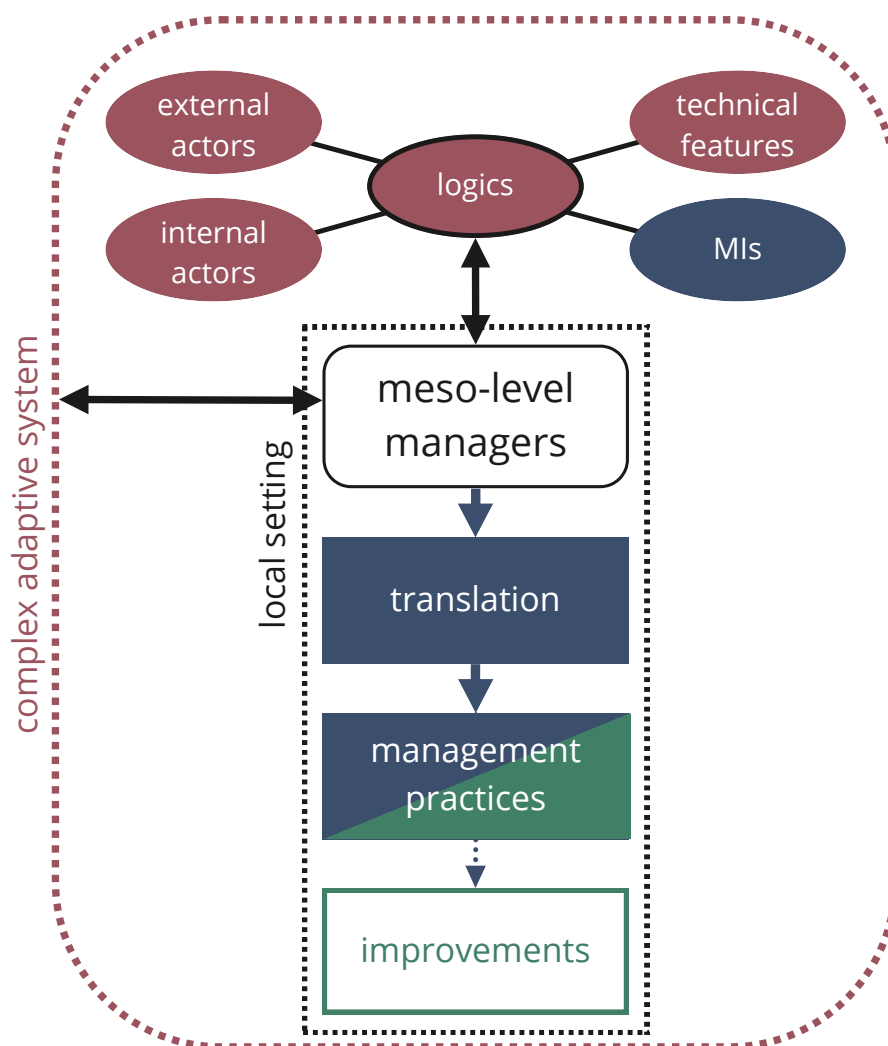 external
actors
technical
features
logics
internal
actors
MIs
complex adaptive system
local setting
meso-level
managers
translation
management
practices
improvements